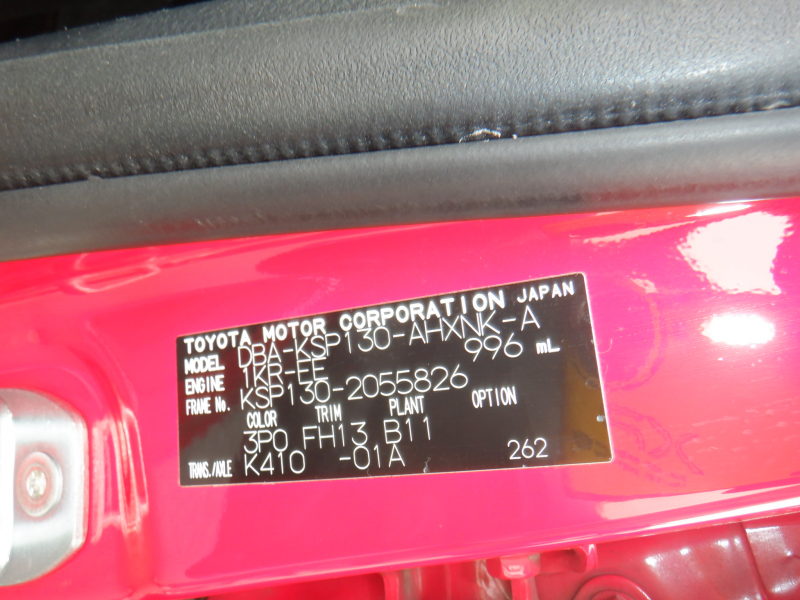 TOYOTA MOTOR CORPORATION JAPAN
MODEL DBA-KSP130-AHXNK-A
ENGINE 1KR-FE 996 mL
FRAME No. KSP130-2055826
COLOR TRIM PLANT OPTION
3P0 FH13 B11
TRANS./AXLE K410 -01A 262